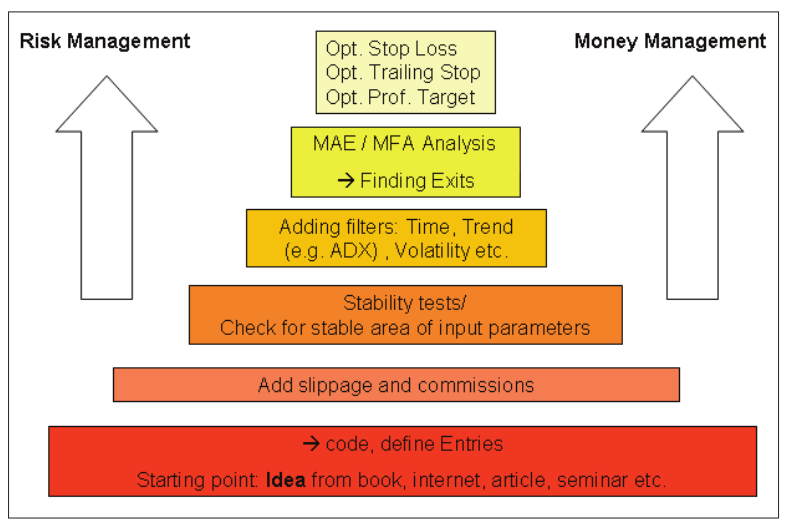 Risk Management
Money Management
Opt. Stop Loss
Opt. Trailing Stop
Opt. Prof. Target
MAE / MFA Analysis
→ Finding Exits
Adding filters: Time, Trend
(e.g. ADX) , Volatility etc.
Stability tests/
Check for stable area of input parameters
Add slippage and commissions
→ code, define Entries
Starting point: Idea from book, internet, article, seminar etc.